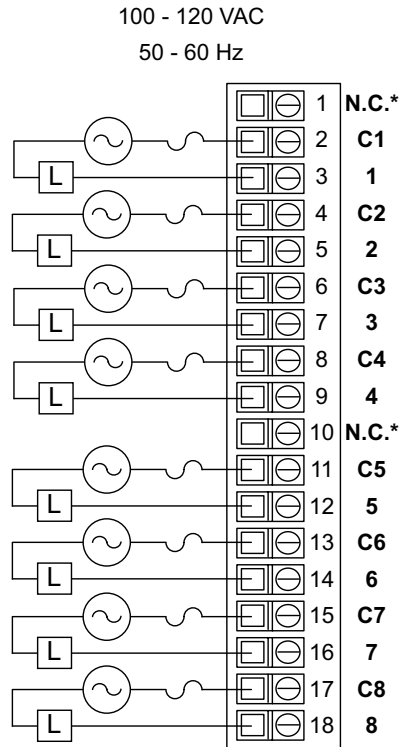 100 - 120 VAC
50 - 60 Hz
1 N.C.*
2 C1
L 3 1
4 C2
L 5 2
6 C3
L 7 3
8 C4
L 9 4
10 N.C.*
11 C5
L 12 5
13 C6
L 14 6
15 C7
L 16 7
17 C8
L 18 8